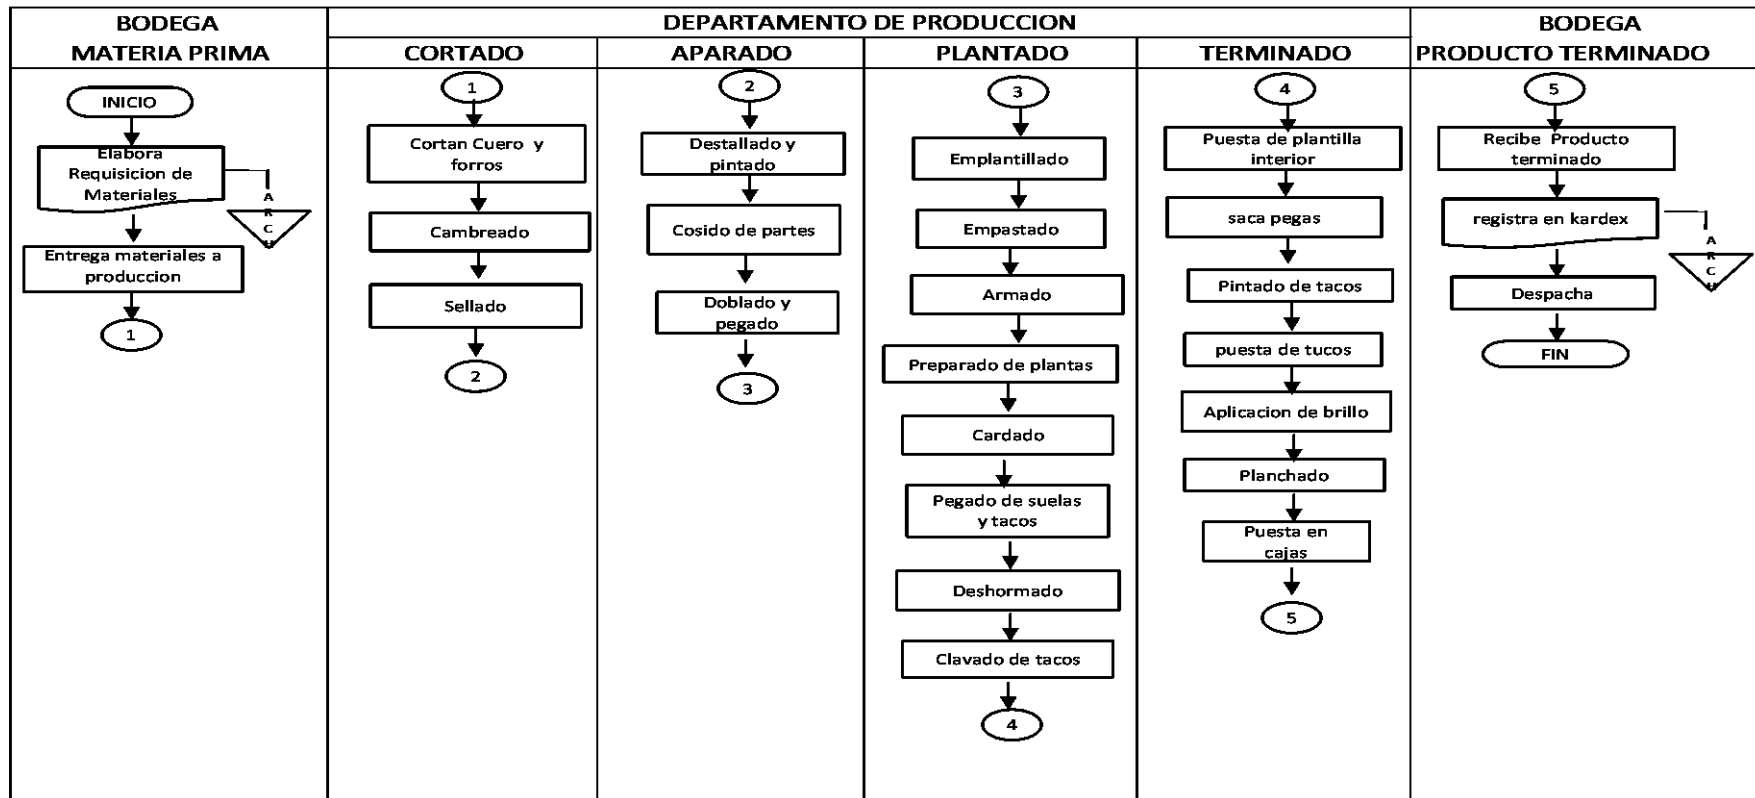 BODEGA
MATERIA PRIMA
DEPARTAMENTO DE PRODUCCION
CORTADO
APARADO
PLANTADO
TERMINADO
BODEGA
PRODUCTO TERMINADO
INICIO
Elabora
Requisicion de
Materiales
A
R
C
H
Entrega materiales a
produccion
1
1
Cortan Cuero y
forros
Cambreado
Sellado
2
2
Destallado y
pintado
Cosido de partes
Doblado y
pegado
3
3
Emplantillado
Empastado
Armado
Preparado de plantas
Cardado
Pegado de suelas
y tacos
Deshormado
Clavado de tacos
4
4
Puesta de plantilla
interior
saca pegas
Pintado de tacos
puesta de tucos
Aplicacion de brillo
Planchado
Puesta en
cajas
5
5
Recibe Producto
terminado
registra en kardex
A
R
C
H
Despacha
FIN